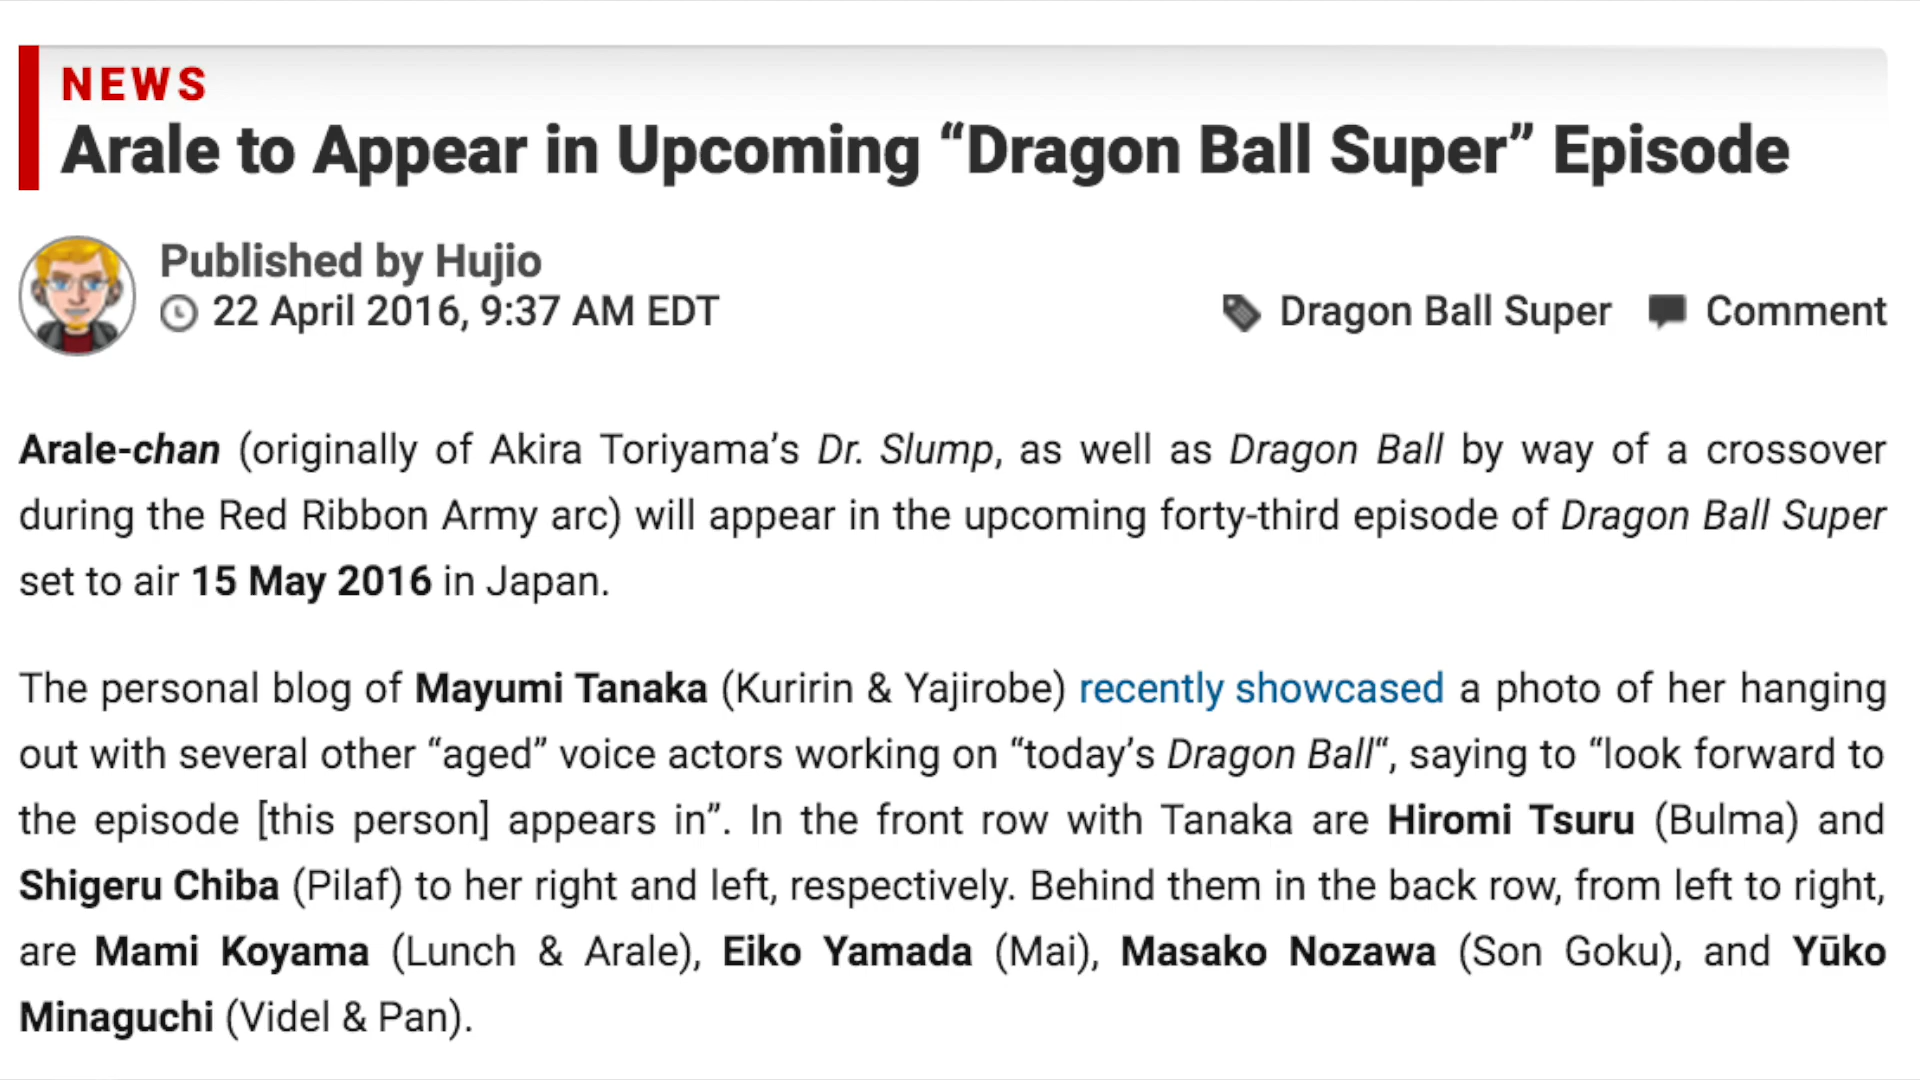 NEWS
Arale to Appear in Upcoming “Dragon Ball Super” Episode
Published by Hujio
22 April 2016, 9:37 AM EDT
Dragon Ball Super
Comment
Arale-chan (originally of Akira Toriyama’s Dr. Slump, as well as Dragon Ball by way of a crossover
during the Red Ribbon Army arc) will appear in the upcoming forty-third episode of Dragon Ball Super
set to air 15 May 2016 in Japan.
The personal blog of Mayumi Tanaka (Kuririn & Yajirobe) recently showcased a photo of her hanging
out with several other “aged” voice actors working on “today’s Dragon Ball“, saying to “look forward to
the episode [this person] appears in”. In the front row with Tanaka are Hiromi Tsuru (Bulma) and
Shigeru Chiba (Pilaf) to her right and left, respectively. Behind them in the back row, from left to right,
are Mami Koyama (Lunch & Arale), Eiko Yamada (Mai), Masako Nozawa (Son Goku), and Yūko
Minaguchi (Videl & Pan).